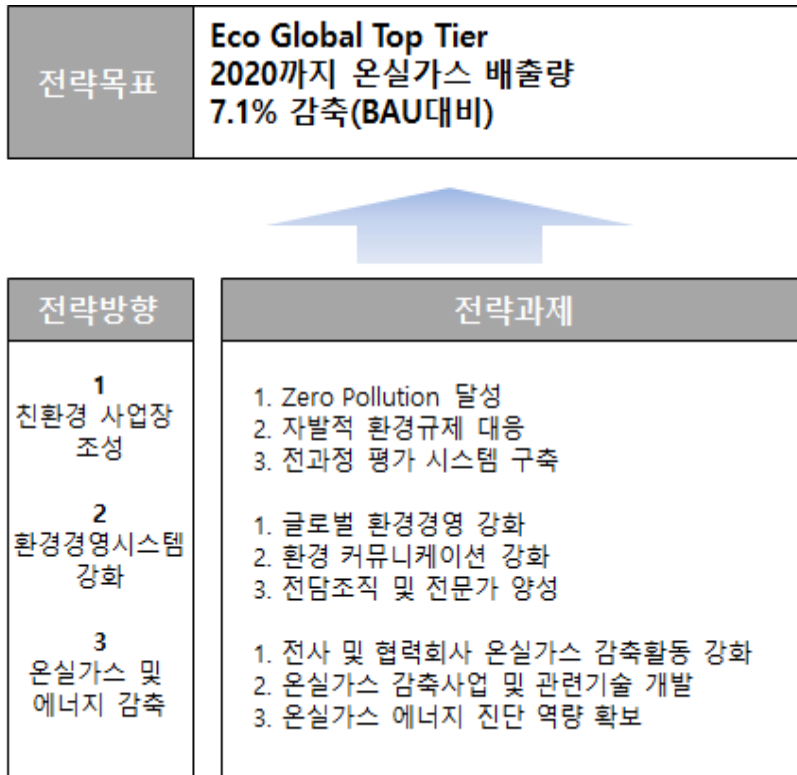 전략목표
Eco Global Top Tier
2020까지 온실가스 배출량
7.1% 감축(BAU대비)
전략방향
전략과제
1
친환경 사업장
조성
1. Zero Pollution 달성
2. 자발적 환경규제 대응
3. 전과정 평가 시스템 구축
2
환경경영시스템
강화
1. 글로벌 환경경영 강화
2. 환경 커뮤니케이션 강화
3. 전담조직 및 전문가 양성
3
온실가스 및
에너지 감축
1. 전사 및 협력회사 온실가스 감축활동 강화
2. 온실가스 감축사업 및 관련기술 개발
3. 온실가스 에너지 진단 역량 확보